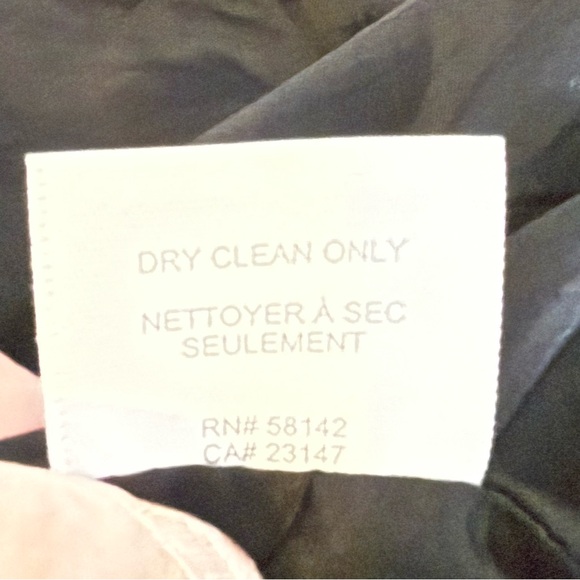 DRY CLEAN ONLY
NETTOYER À SEC
SEULEMENT
RN# 58142
CA# 23147